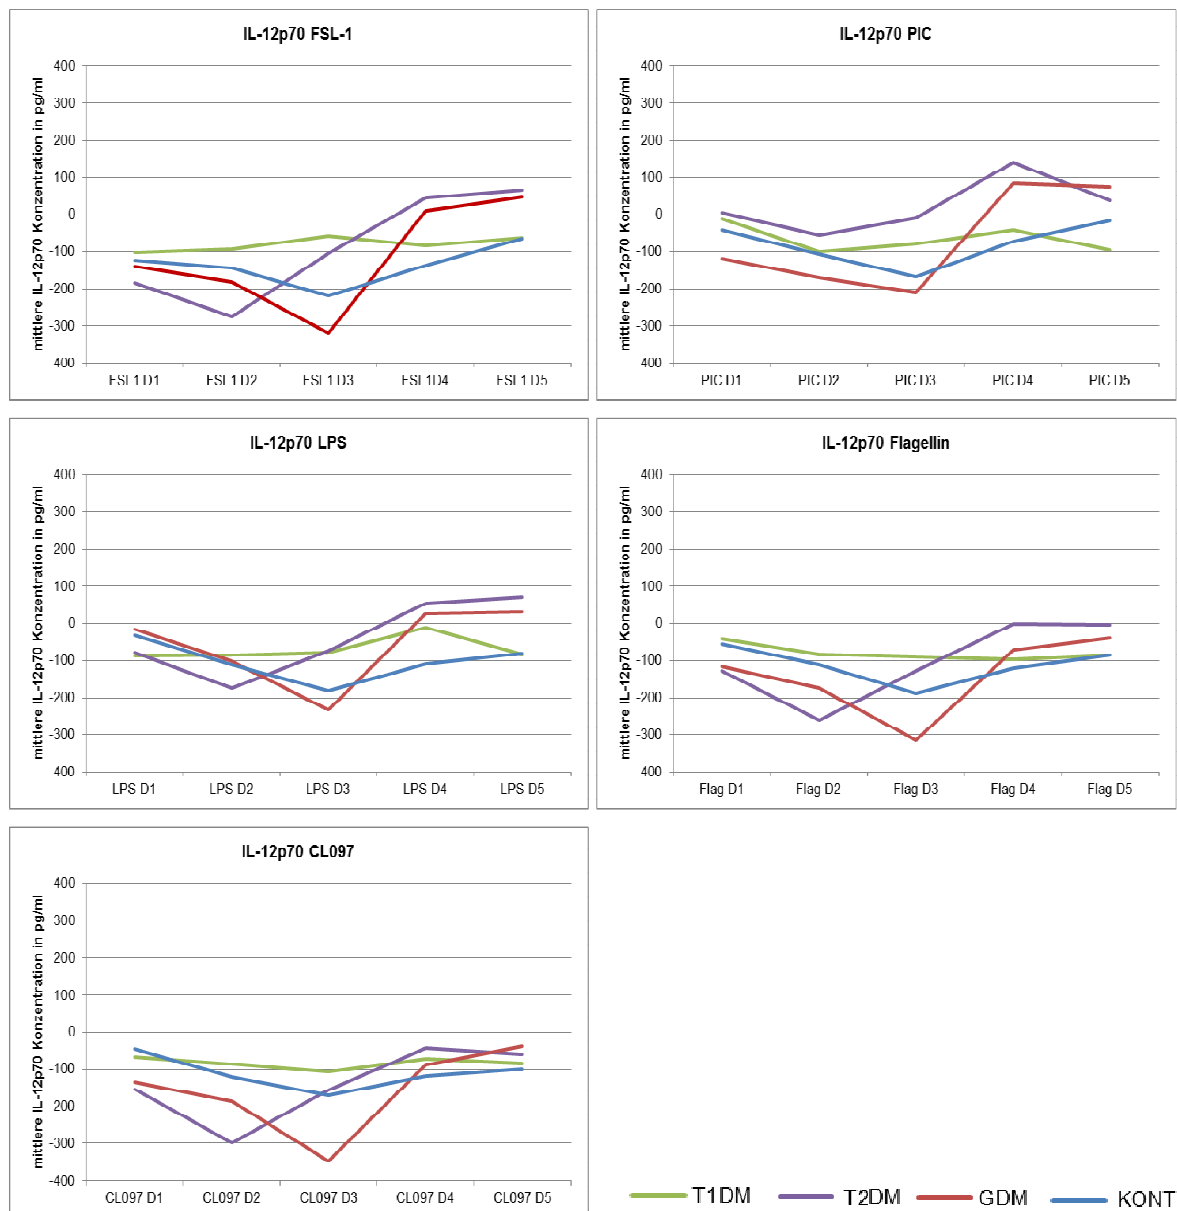 IL-12p70 FSL-1
mittlere IL-12p70 Konzentration in pg/ml
400
300
200
100
0
-100
-200
-300
400
FSL1D1 FSL1D2 FSL1D3 FSL1D4 FSL1D5
IL-12p70 PIC
mittlere IL-12p70 Konzentration in pg/ml
400
300
200
100
0
-100
-200
-300
400
PIC D1 PIC D2 PIC D3 PIC D4 PIC D5
IL-12p70 LPS
mittlere IL-12p70 Konzentration in pg/ml
400
300
200
100
0
-100
-200
-300
400
LPS D1 LPS D2 LPS D3 LPS D4 LPS D5
IL-12p70 Flagellin
mittlere IL-12p70 Konzentration in pg/ml
400
300
200
100
0
-100
-200
-300
400
Flag D1 Flag D2 Flag D3 Flag D4 Flag D5
IL-12p70 CL097
mittlere IL-12p70 Konzentration in pg/ml
400
300
200
100
0
-100
200
-300
-400
CL097 D1 CL097 D2 CL097 D3 CL097 D4 CL097 D5
T1DM T2DM GDM KONT